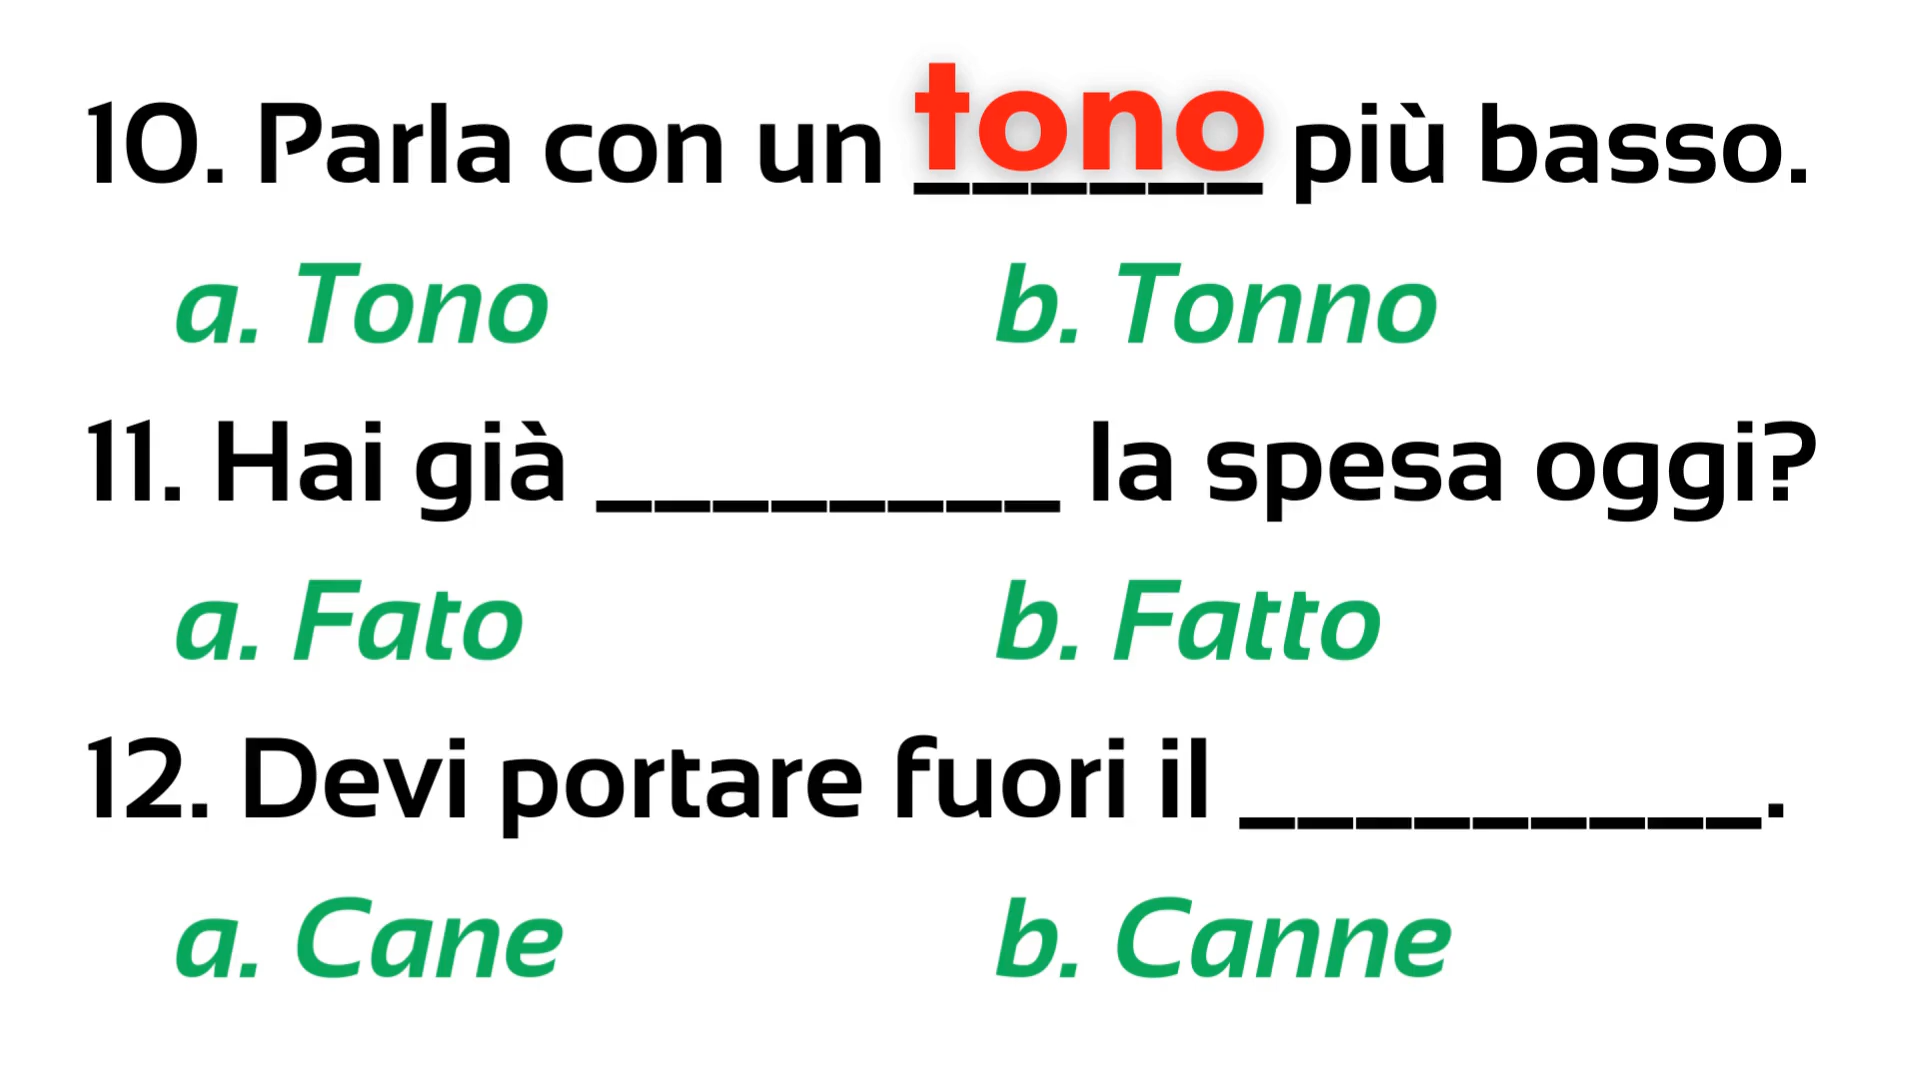 10. Parla con un tono più basso.
a. Tono b. Tonno
11. Hai già ________ la spesa oggi?
a. Fato b. Fatto
12. Devi portare fuori il _________.
a. Cane b. Canne